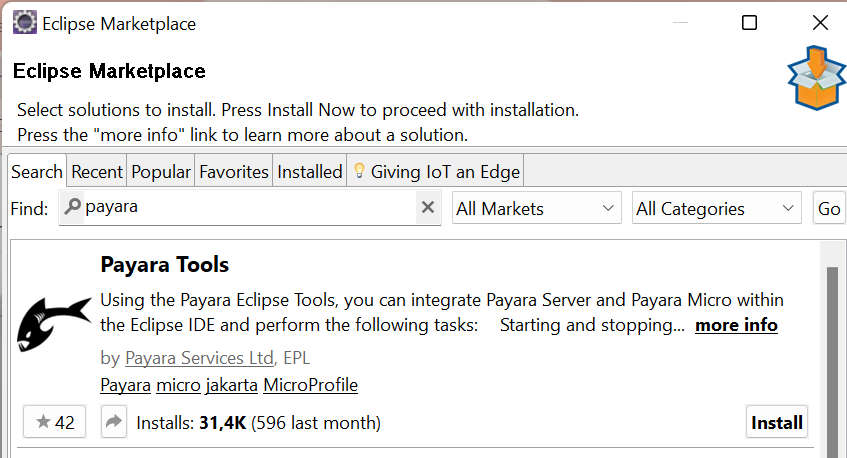 Eclipse Marketplace
Eclipse Marketplace
Select solutions to install. Press Install Now to proceed with installation.
Press the "more info" link to learn more about a solution.
Search Recent Popular Favorites Installed Giving IoT an Edge
Find: payara All Markets All Categories Go
Payara Tools
Using the Payara Eclipse Tools, you can integrate Payara Server and Payara Micro within
the Eclipse IDE and perform the following tasks: Starting and stopping... more info
by Payara Services Ltd, EPL
Payara micro jakarta MicroProfile
42 Installs: 31,4K (596 last month) Install